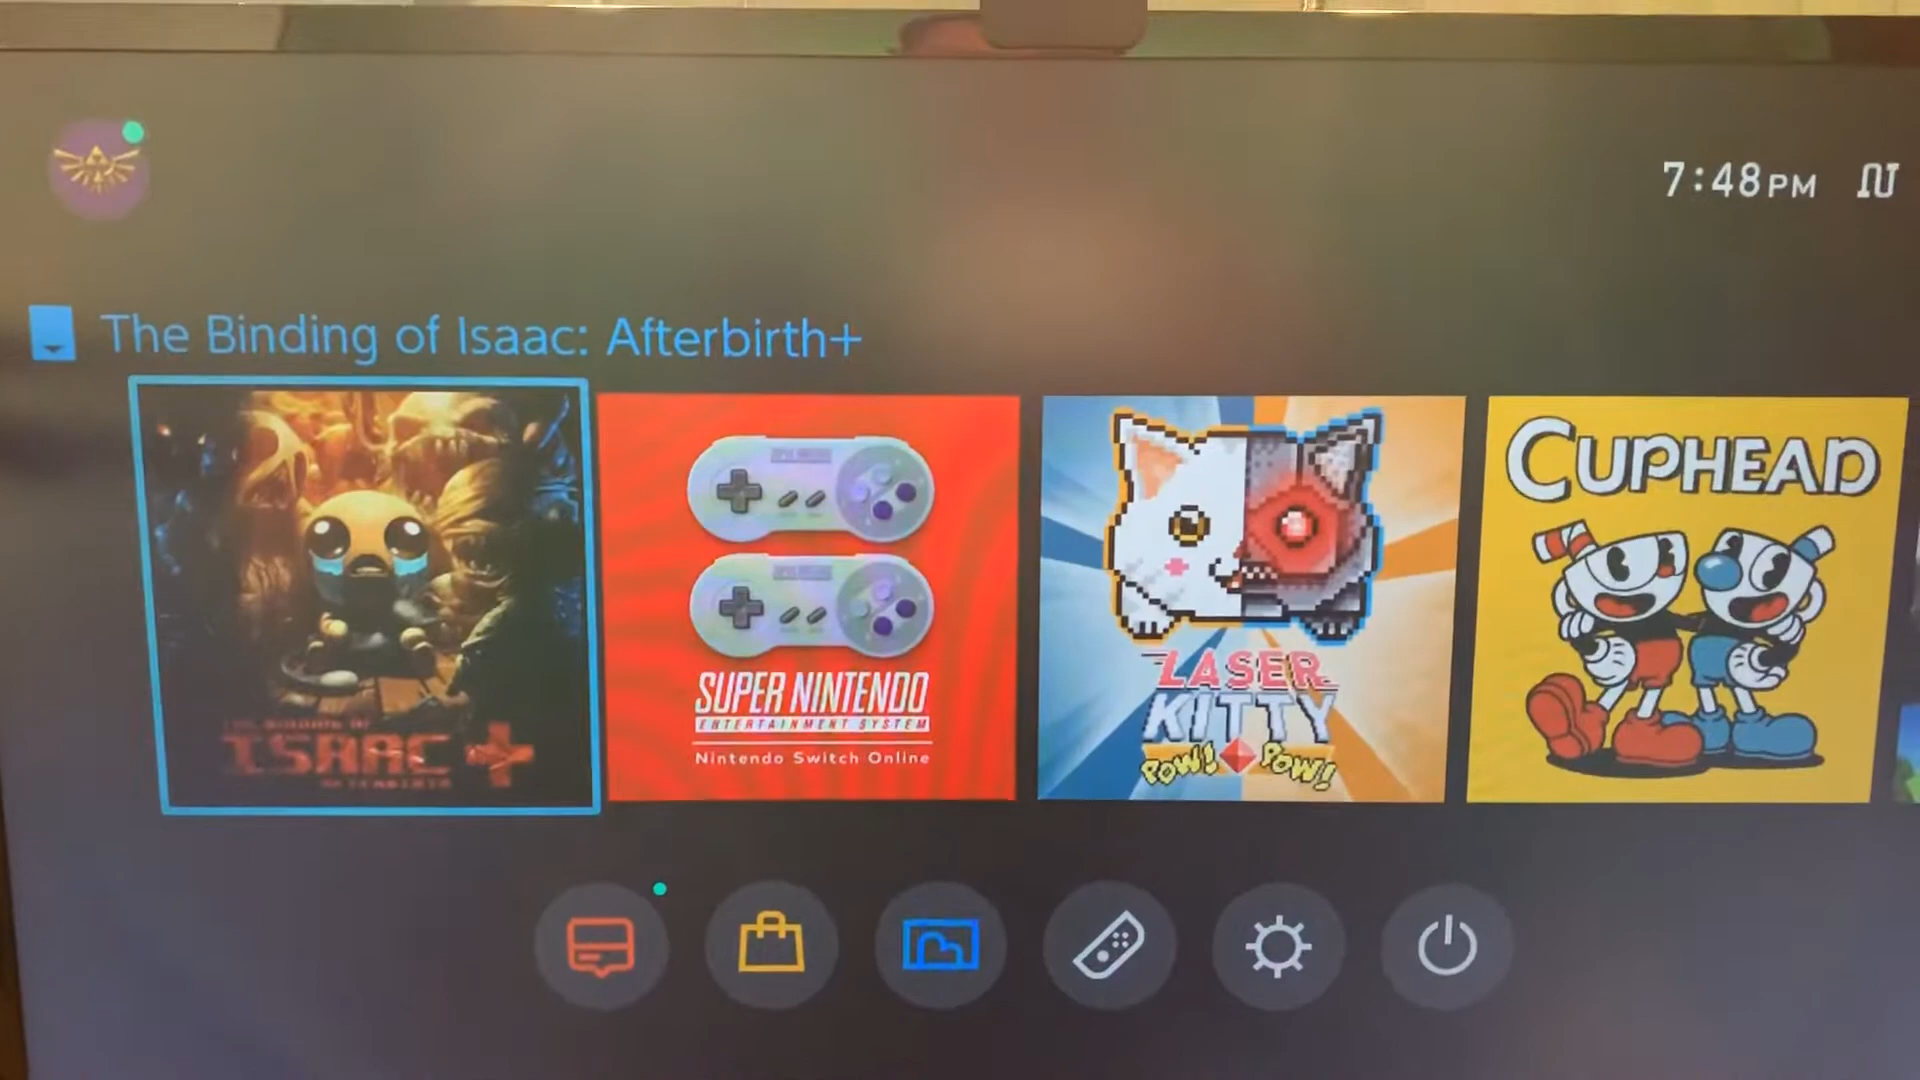 7:48 PM
The Binding of Isaac: Afterbirth+
ISAAC
SUPER NINTENDO
ENTERTAINMENT SYSTEM
Nintendo Switch Online
LASER
KITTY
POW! POW!
CUPHEAD